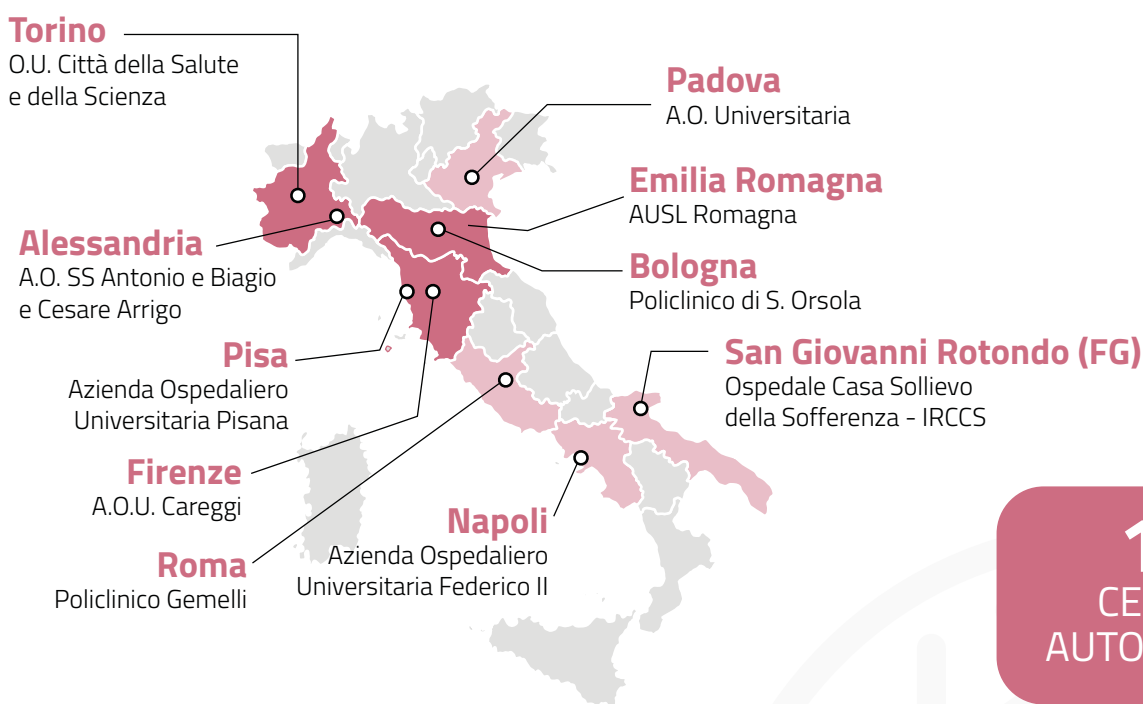 Torino
O.U. Città della Salute
e della Scienza
Padova
A.O. Universitaria
Emilia Romagna
AUSL Romagna
Alessandria
A.O. SS Antonio e Biagio
e Cesare Arrigo
Bologna
Policlinico di S. Orsola
Pisa
Azienda Ospedaliero
Universitaria Pisana
San Giovanni Rotondo (FG)
Ospedale Casa Sollievo
della Sofferenza - IRCCS
Firenze
A.O.U. Careggi
Napoli
Azienda Ospedaliero
Universitaria Federico II
Roma
Policlinico Gemelli
CE
AUTO